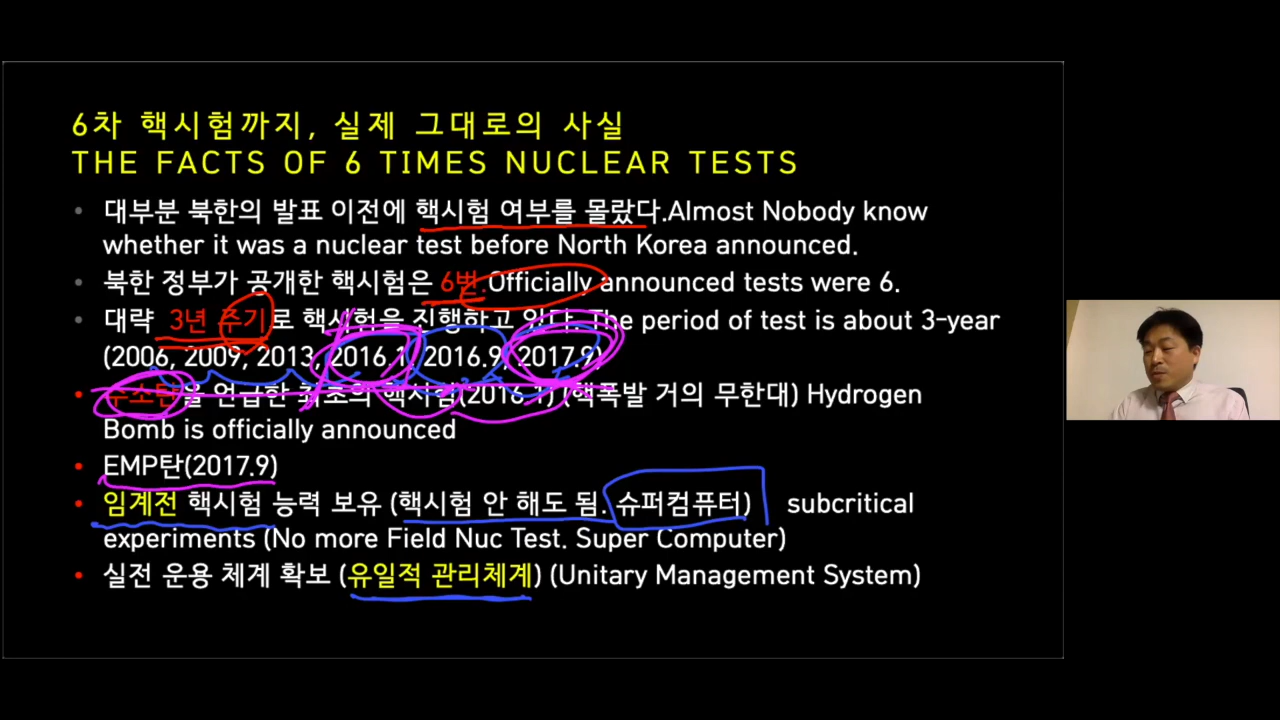 6차 핵시험까지, 실제 그대로의 사실
THE FACTS OF 6 TIMES NUCLEAR TESTS
• 대부분 북한의 발표 이전에 핵시험 여부를 몰랐다.Almost Nobody know
whether it was a nuclear test before North Korea announced.
• 북한 정부가 공개한 핵시험은 6번.Officially announced tests were 6.
• 대략 3년 주기로 핵시험을 진행하고 있다. The period of test is about 3-year
(2006, 2009, 2013, 2016.1, 2016.9, 2017.9)
• 수소탄을 언급한 최초의 핵시험(2016.1) (핵폭발 거의 무한대) Hydrogen
Bomb is officially announced
• EMP탄(2017.9)
• 임계전 핵시험 능력 보유 (핵시험 안 해도 됨. 슈퍼컴퓨터) subcritical
experiments (No more Field Nuc Test. Super Computer)
• 실전 운용 체계 확보 (유일적 관리체계) (Unitary Management System)